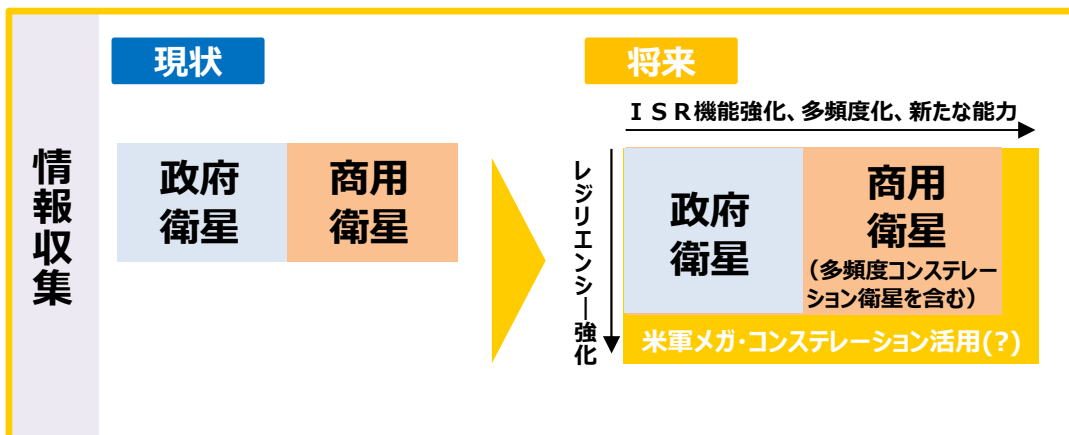 情報収集
現状
政府
衛星
商用
衛星
将来
ＩＳＲ機能強化、多頻度化、新たな能力
レジリエンシー強化
政府
衛星
商用
衛星
（多頻度コンステレー
ション衛星を含む）
米軍メガ・コンステレーション活用(?)